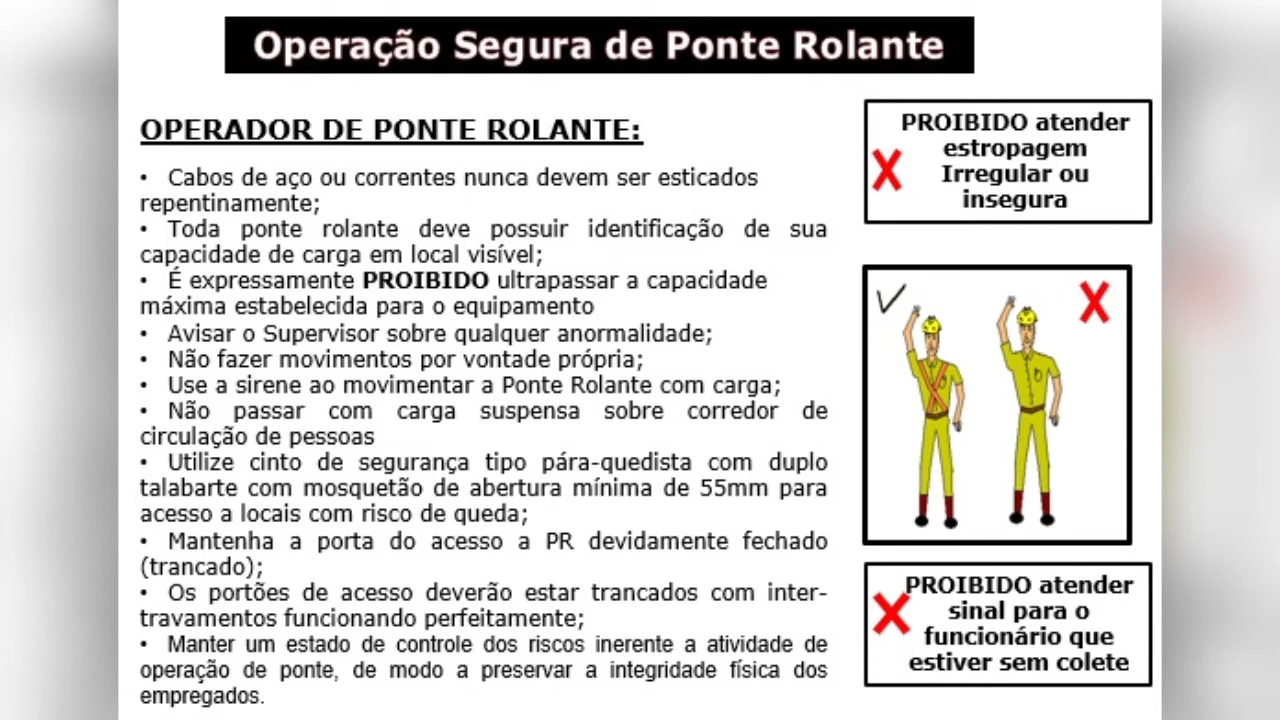 Operação Segura de Ponte Rolante
OPERADOR DE PONTE ROLANTE:
• Cabos de aço ou correntes nunca devem ser esticados
repentinamente;
• Toda ponte rolante deve possuir identificação de sua
capacidade de carga em local visível;
• É expressamente PROIBIDO ultrapassar a capacidade
máxima estabelecida para o equipamento
• Avisar o Supervisor sobre qualquer anormalidade;
• Não fazer movimentos por vontade própria;
• Use a sirene ao movimentar a Ponte Rolante com carga;
• Não passar com carga suspensa sobre corredor de
circulação de pessoas
• Utilize cinto de segurança tipo pára-quedista com duplo
talabarte com mosquetão de abertura mínima de 55mm para
acesso a locais com risco de queda;
• Mantenha a porta do acesso a PR devidamente fechado
(trancado);
• Os portões de acesso deverão estar trancados com inter-
travamentos funcionando perfeitamente;
• Manter um estado de controle dos riscos inerente a atividade de
operação de ponte, de modo a preservar a integridade física dos
empregados.
PROIBIDO atender
estropagem
Irregular ou
insegura
PROIBIDO atender
sinal para o
funcionário que
estiver sem colete